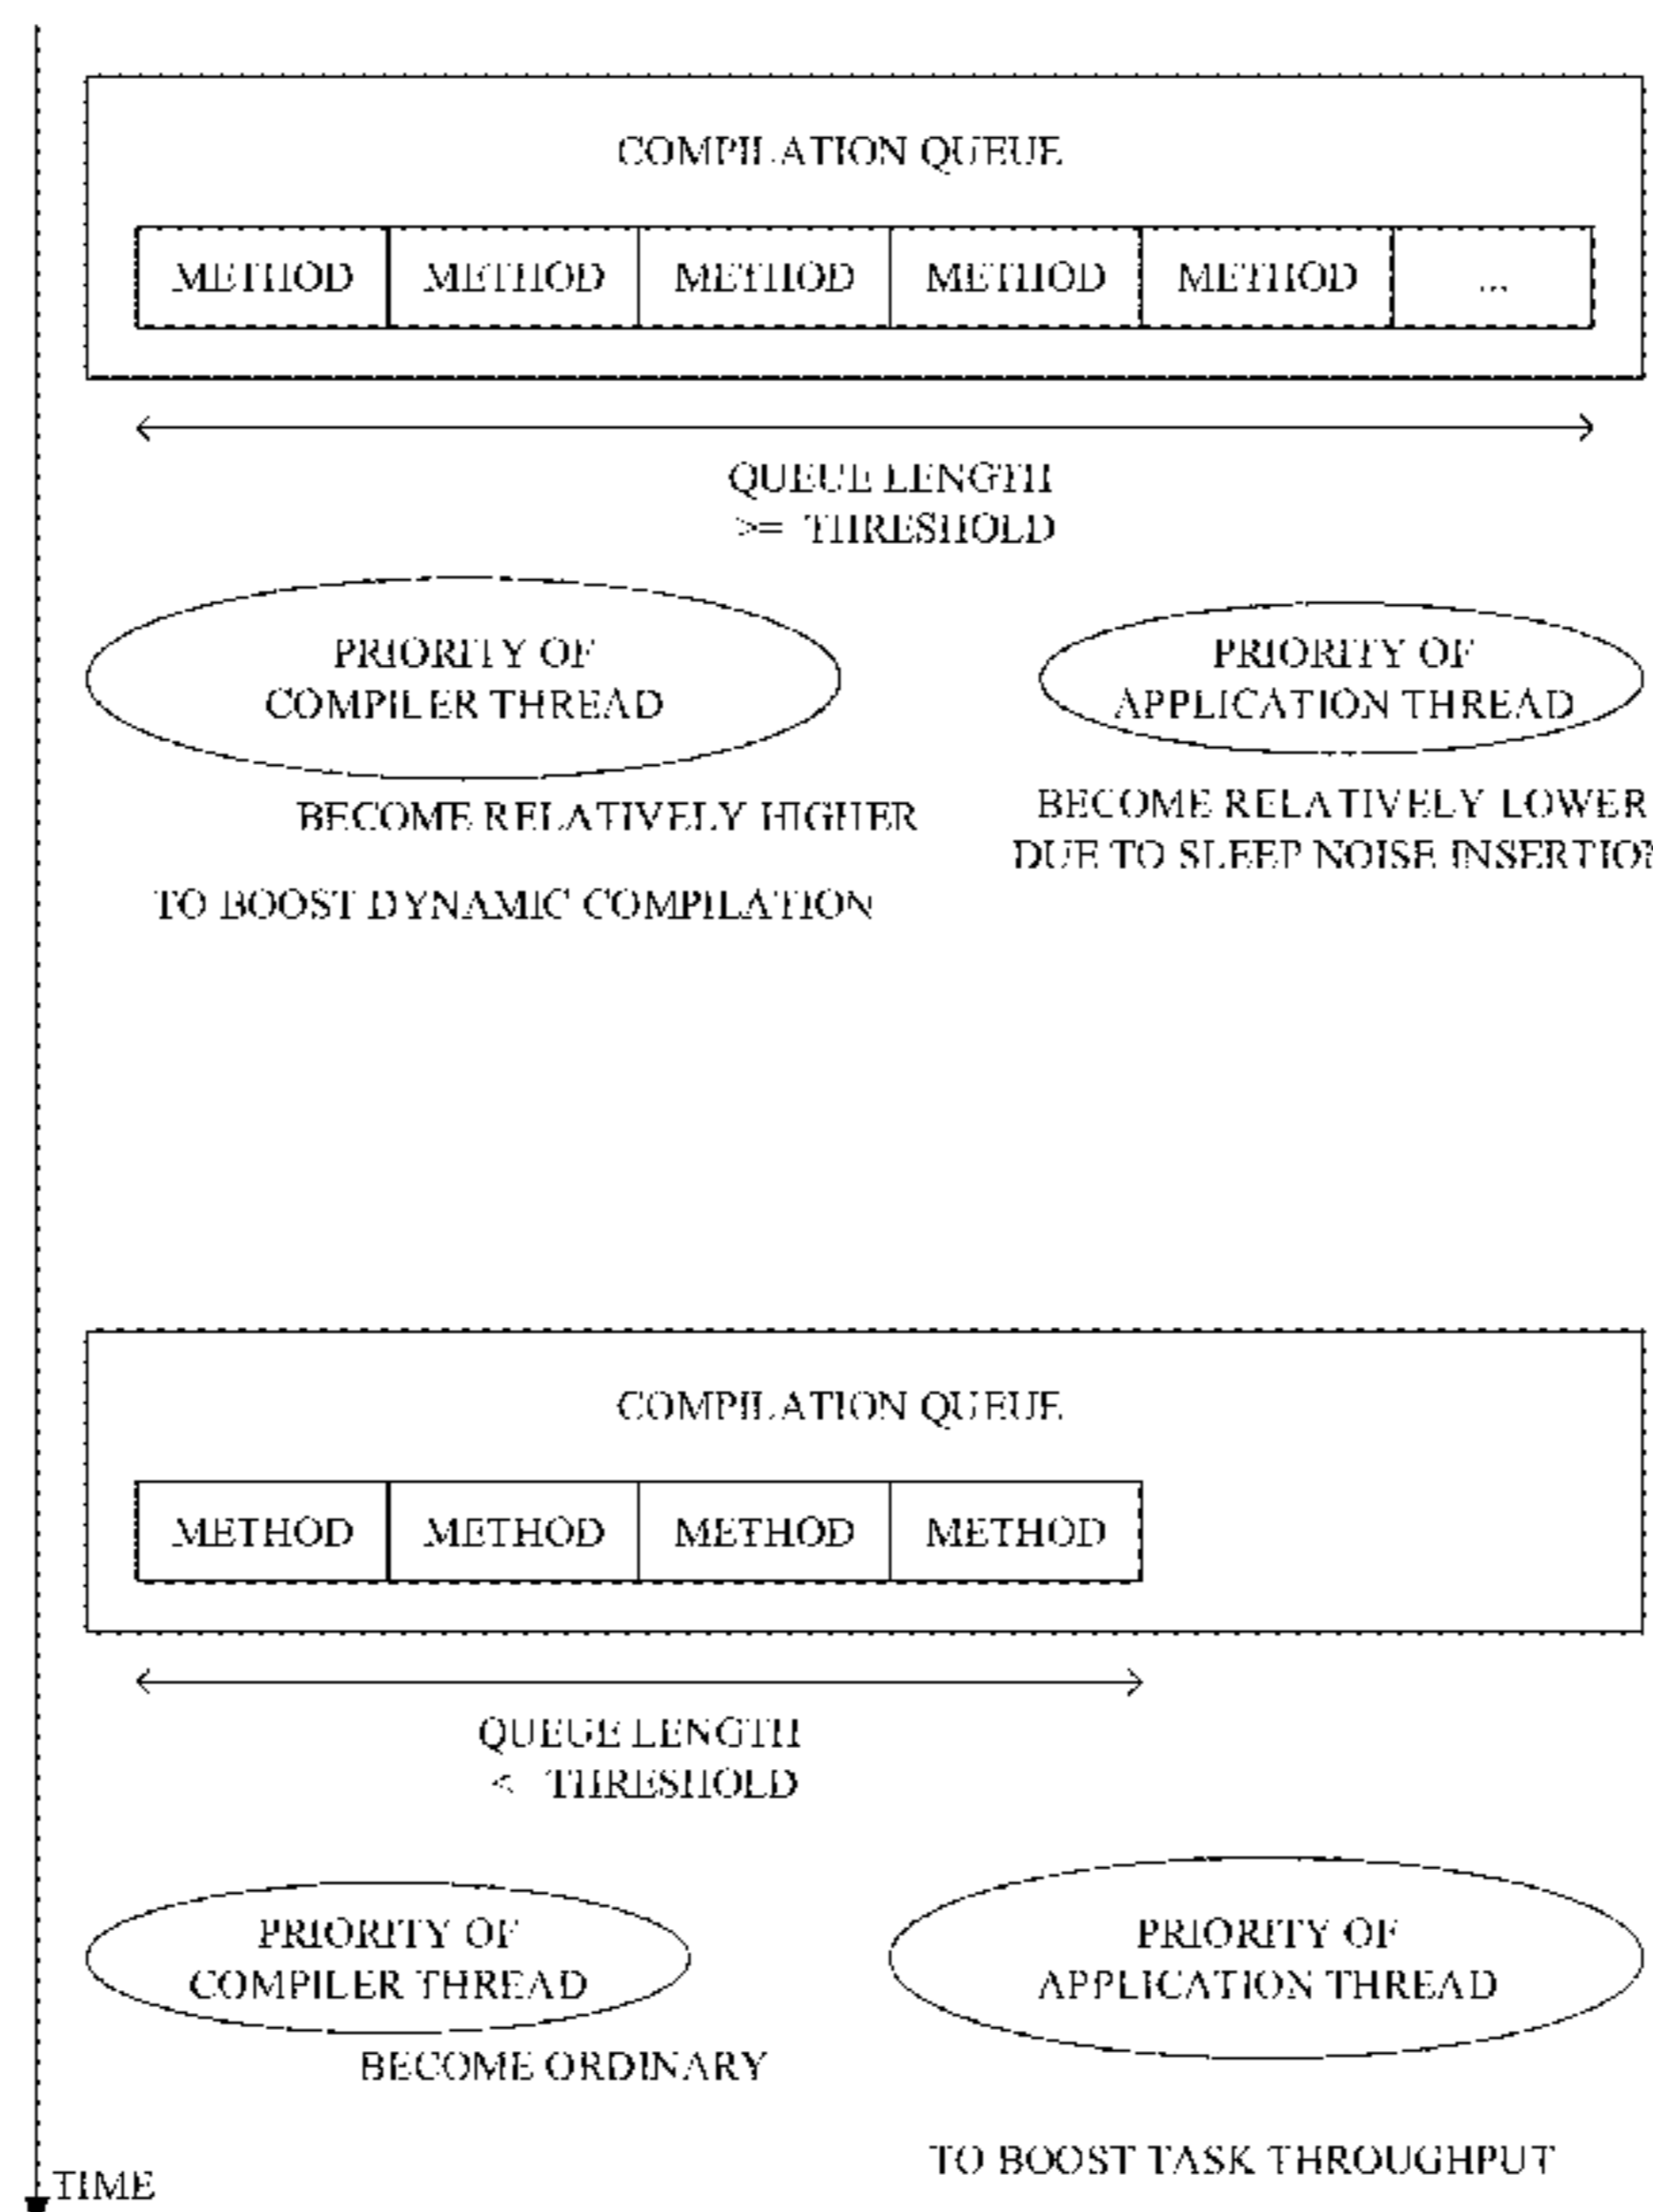 COMPILATION QUEUE
METHOD METHOD METHOD METHOD METHOD ...
QUEUE LENGTH
>= THRESHOLD
PRIORITY OF
COMPILER THREAD
PRIORITY OF
APPLICATION THREAD
BECOME RELATIVELY HIGHER
BECOME RELATIVELY LOWER
DUE TO SLEEP NOISE INSERTION
TO BOOST DYNAMIC COMPILATION
COMPILATION QUEUE
METHOD METHOD METHOD METHOD
QUEUE LENGTH
< THRESHOLD
PRIORITY OF
COMPILER THREAD
PRIORITY OF
APPLICATION THREAD
BECOME ORDINARY
TO BOOST TASK THROUGHPUT
TIME